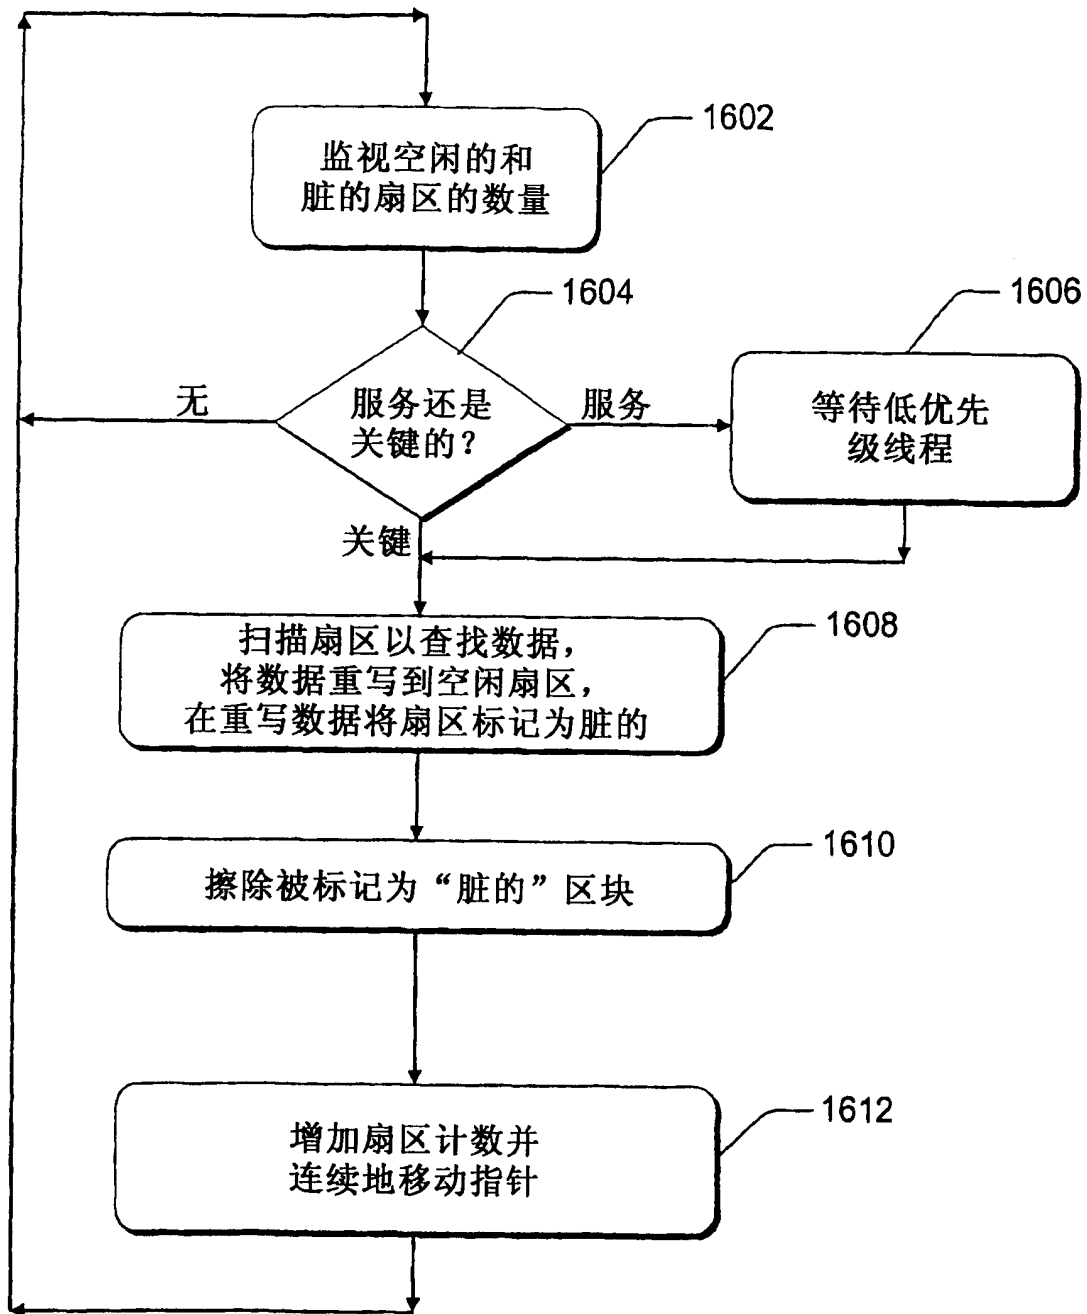 1602
监视空闲的和
脏的扇区的数量
1604
1606
无
服务还是
关键的？
服务
等待低优先
级线程
关键
扫描扇区以查找数据，
将数据重写到空闲扇区，
在重写数据将扇区标记为脏的
1608
1610
擦除被标记为“脏的”区块
1612
增加扇区计数并
连续地移动指针